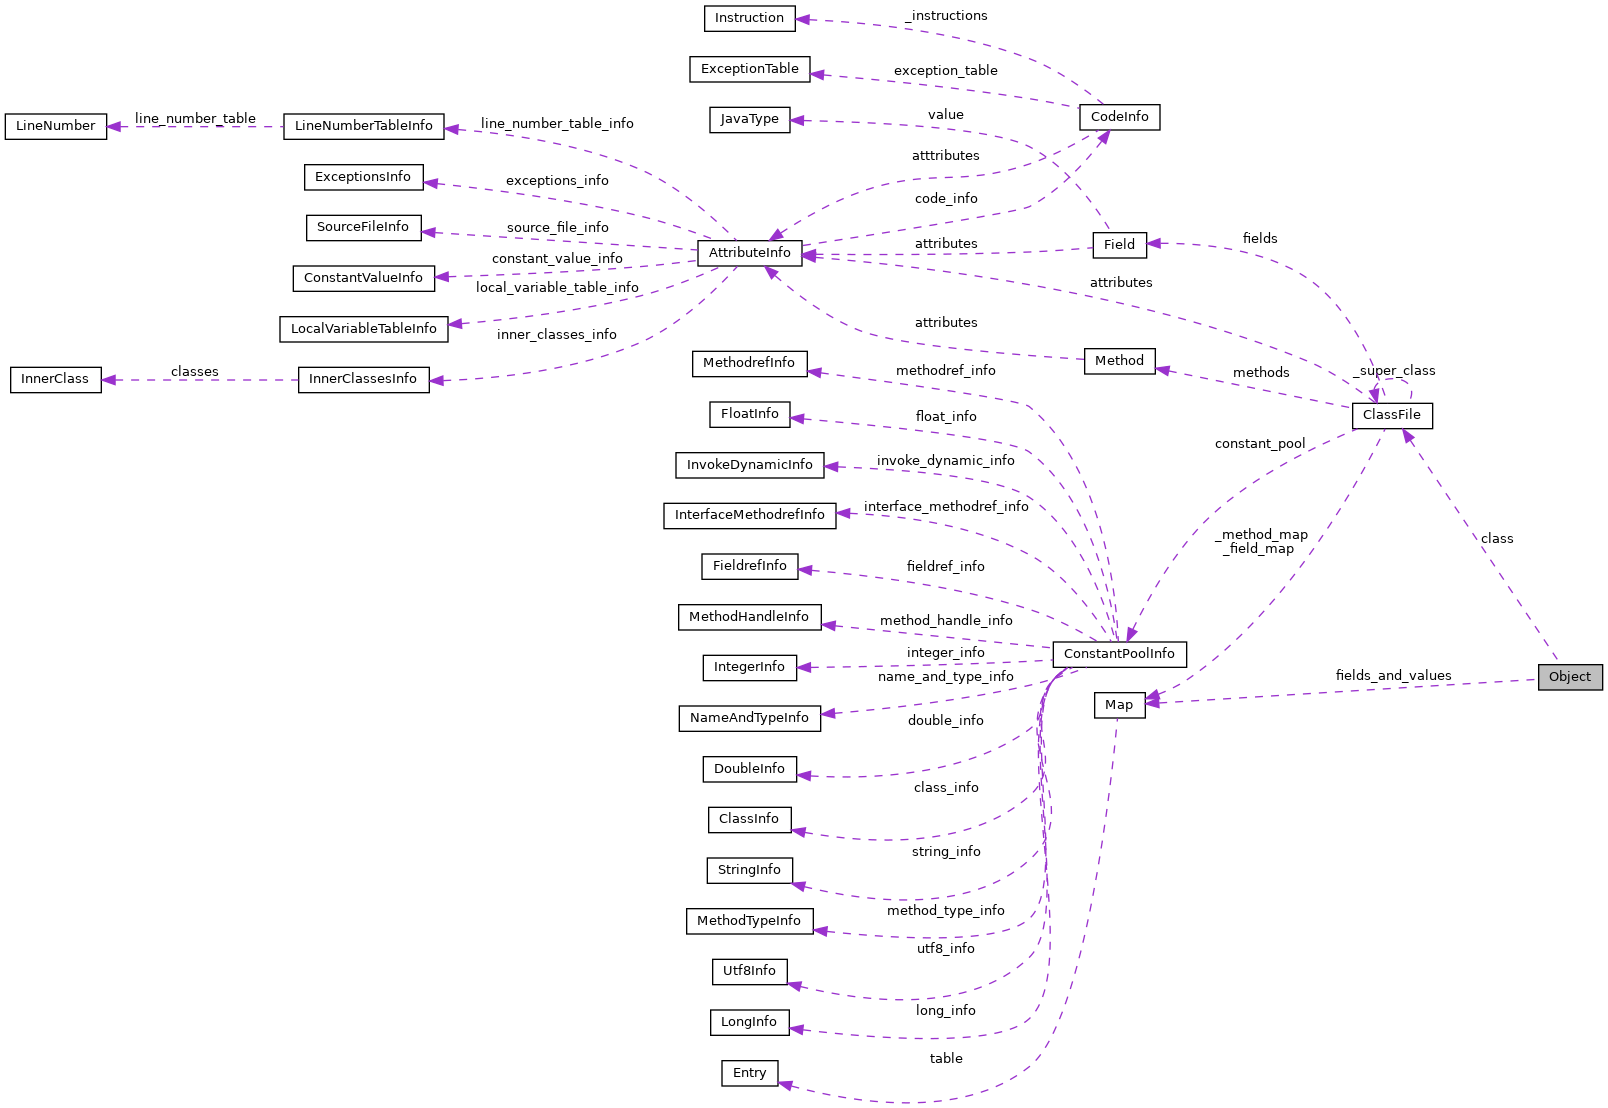 Instruction
_instructions
ExceptionTable
exception_table
LineNumber
line_number_table
LineNumberTableInfo
line_number_table_info
JavaType
value
CodeInfo
ExceptionsInfo
exceptions_info
atttributes
code_info
SourceFileInfo
source_file_info
AttributeInfo
attributes
Field
fields
ConstantValueInfo
constant_value_info
attributes
local_variable_table_info
LocalVariableTableInfo
inner_classes_info
attributes
Method
MethodrefInfo
methodref_info
methods
_super_class
InnerClass
classes
InnerClassesInfo
FloatInfo
float_info
ClassFile
InvokeDynamicInfo
invoke_dynamic_info
constant_pool
InterfaceMethodrefInfo
interface_methodref_info
_method_map
_field_map
class
FieldrefInfo
fieldref_info
MethodHandleInfo
method_handle_info
IntegerInfo
integer_info
ConstantPoolInfo
name_and_type_info
fields_and_values
Object
NameAndTypeInfo
double_info
Map
DoubleInfo
class_info
ClassInfo
string_info
StringInfo
method_type_info
MethodTypeInfo
utf8_info
Utf8Info
long_info
LongInfo
table
Entry